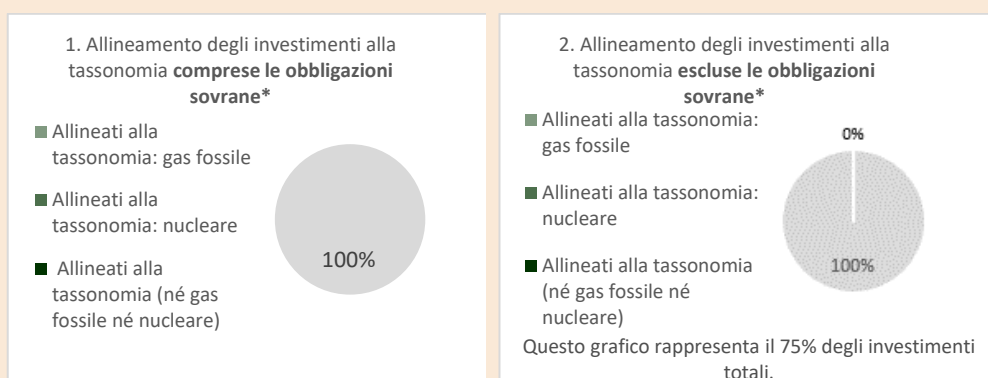 1. Allineamento degli investimenti alla
tassonomia comprese le obbligazioni
sovrane*
Allineati alla
tassonomia: gas fossile
Allineati alla
tassonomia: nucleare
Allineati alla
tassonomia (né gas
fossile né nucleare)
100%
2. Allineamento degli investimenti alla
tassonomia escluse le obbligazioni
sovrane*
Allineati alla tassonomia:
gas fossile
Allineati alla tassonomia:
nucleare
Allineati alla tassonomia
(né gas fossile né
nucleare)
0%
100%
Questo grafico rappresenta il 75% degli investimenti
totali.